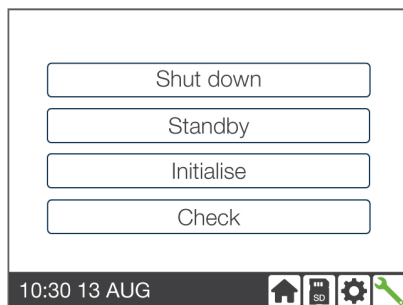 Shut down
Standby
Initialise
Check
10:30 13 AUG
SD